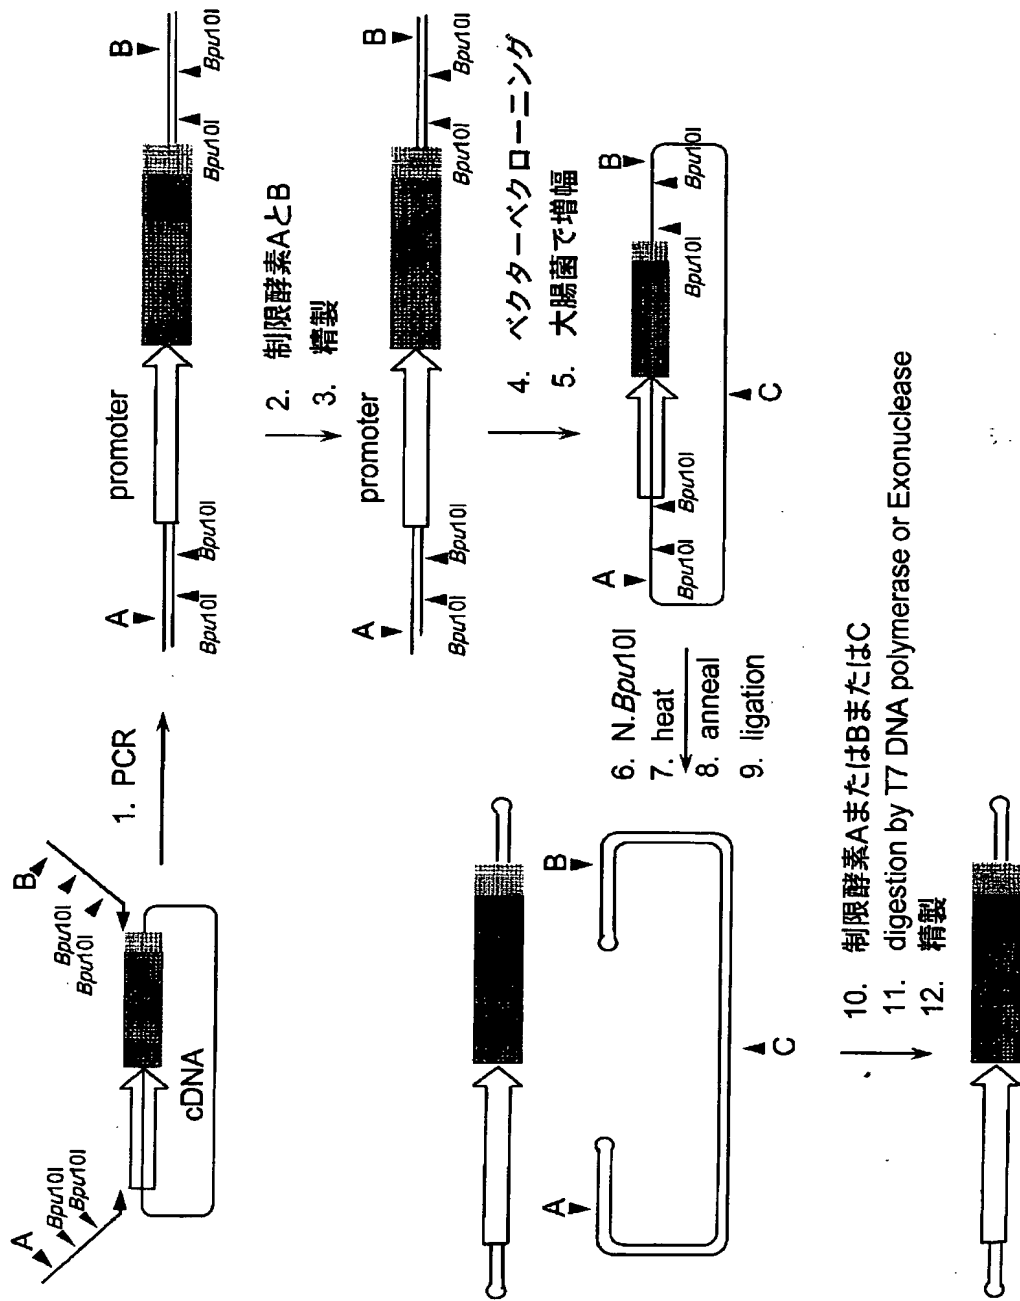 A
Bpu10I
Bpu10I
B
Bpu10I
Bpu10I
cDNA
1. PCR
promoter
A
Bpu10I
Bpu10I
B
Bpu10I
Bpu10I
2. 制限酵素AとB
3. 精製
promoter
A
Bpu10I
Bpu10I
B
Bpu10I
Bpu10I
4. ベクターベクローニング
5. 大腸菌で増幅
A
Bpu10I
Bpu10I
B
Bpu10I
Bpu10I
C
6. N.Bpu10I
7. heat
8. anneal
9. ligation
A
B
C
10. 制限酵素AまたはBまたはC
11. digestion by T7 DNA polymerase or Exonuclease
12. 精製